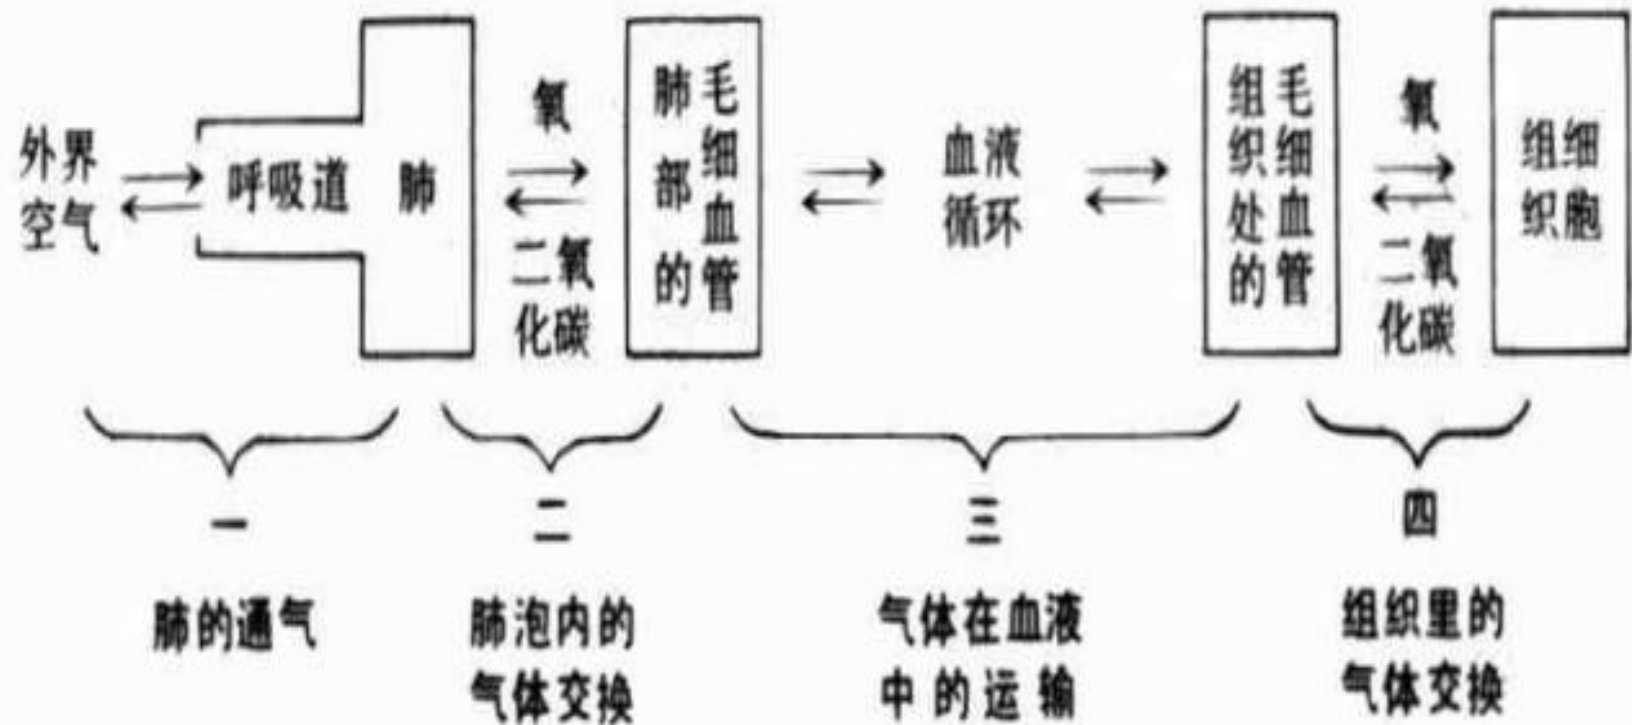 外界
空气
呼吸道 肺
氧
二氧
化碳
肺部的
毛细血管
血液
循环
组织处的
毛细血管
氧
二氧
化碳
组织
细胞
一
二
三
四
肺的通气
肺泡内的
气体交换
气体在血液
中的运输
组织里的
气体交换